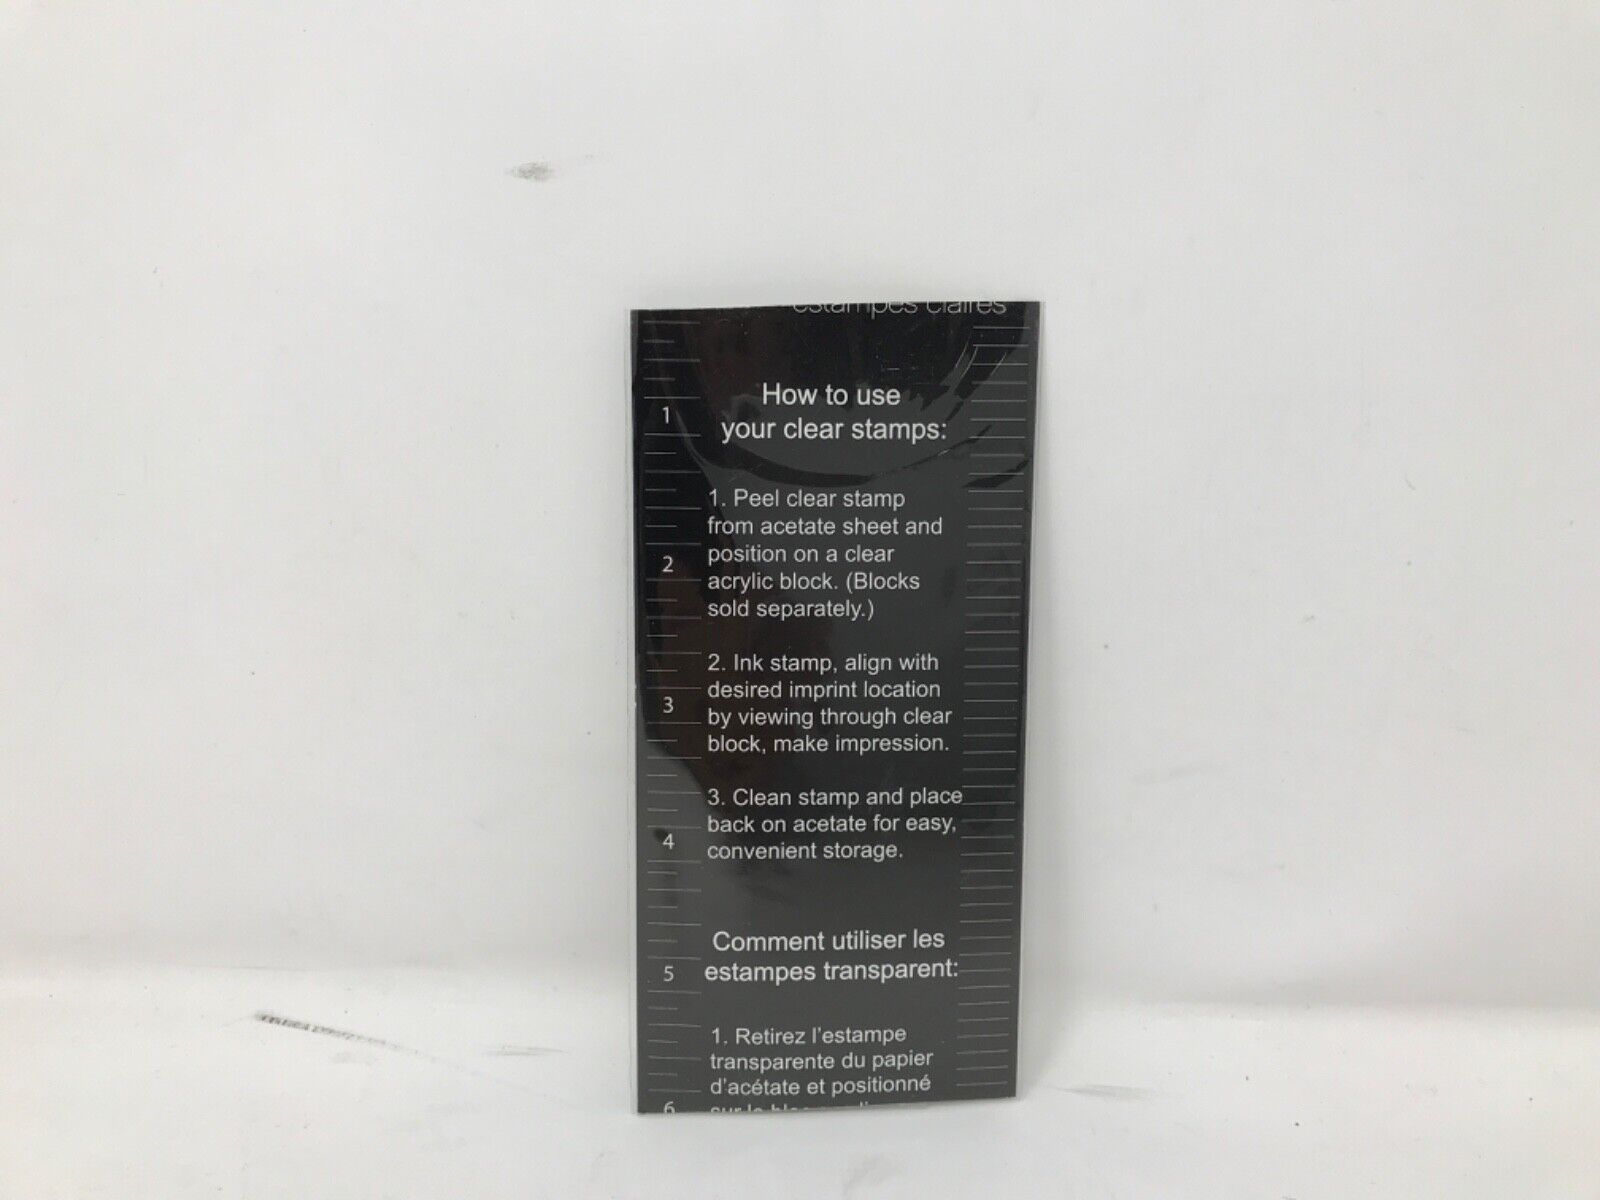 estampes claires
How to use
your clear stamps:
1
1. Peel clear stamp
from acetate sheet and
position on a clear
acrylic block. (Blocks
sold separately.)
2
2. Ink stamp, align with
desired imprint location
by viewing through clear
block, make impression.
3
3. Clean stamp and place
back on acetate for easy,
convenient storage.
4
Comment utiliser les
estampes transparent:
5
1. Retirez l'estampe
transparente du papier
d'acétate et positionné
6